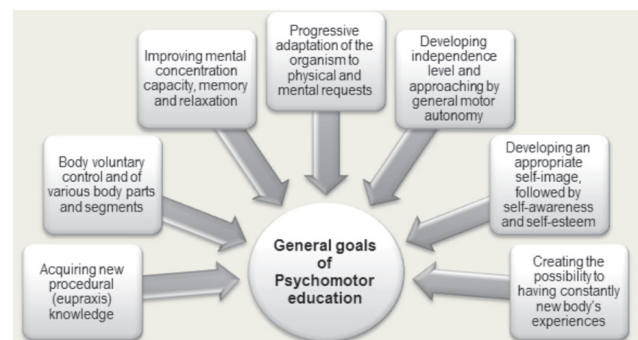 Progressive
adaptation of the
organism to
physical and
mental requests
Improving mental
concentration
capacity, memory
and relaxation
Developing
independence
level and
approaching by
general motor
autonomy
Body voluntary
control and of
various body parts
and segments
Developing an
appropriate
self-image,
followed by
self-awareness
and self-esteem
Acquiring new
procedural
(eupraxis)
knowledge
General goals
of
Psychomotor
education
Creating the
possibility to
having constantly
new body's
experiences